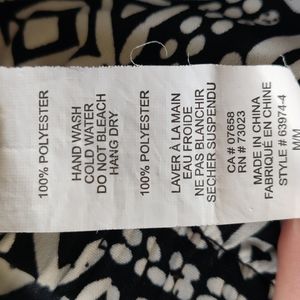 100% POLYESTER
HAND WASH
COLD WATER
DO NOT BLEACH
HANG DRY
100% POLYESTER
LAVER À LA MAIN
EAU FROIDE
NE PAS BLANCHIR
SECHER SUSPENDU
CA # 07658
RN # 73023
MADE IN CHINA
FABRIQUÉ EN CHINE
STYLE # 63974-4
M/M